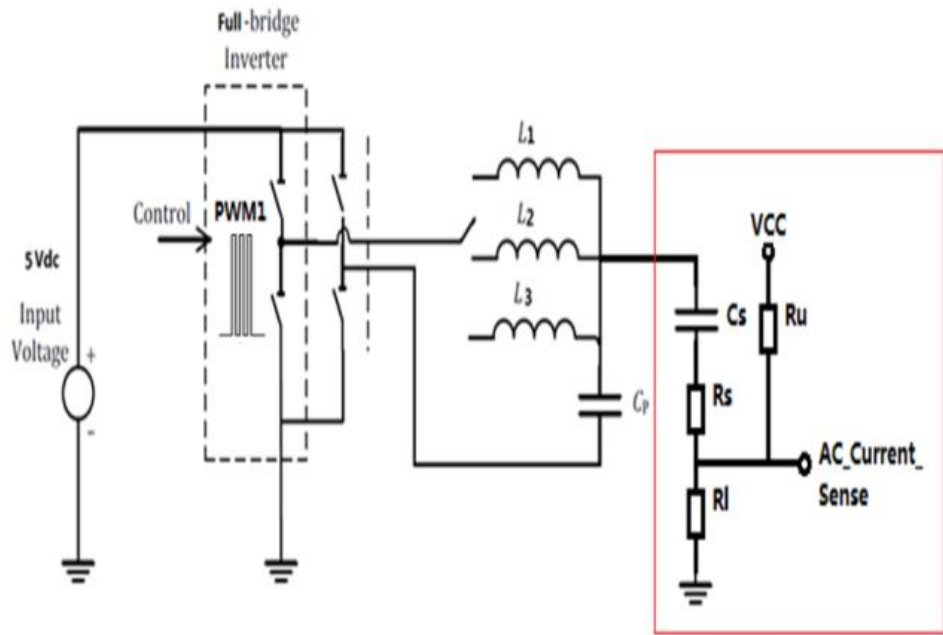 Full-bridge
Inverter
Control
PWM1
5Vdc
Input
Voltage
+
-
L1
L2
L3
CP
VCC
Cs
Ru
Rs
Rl
AC_Current_
Sense